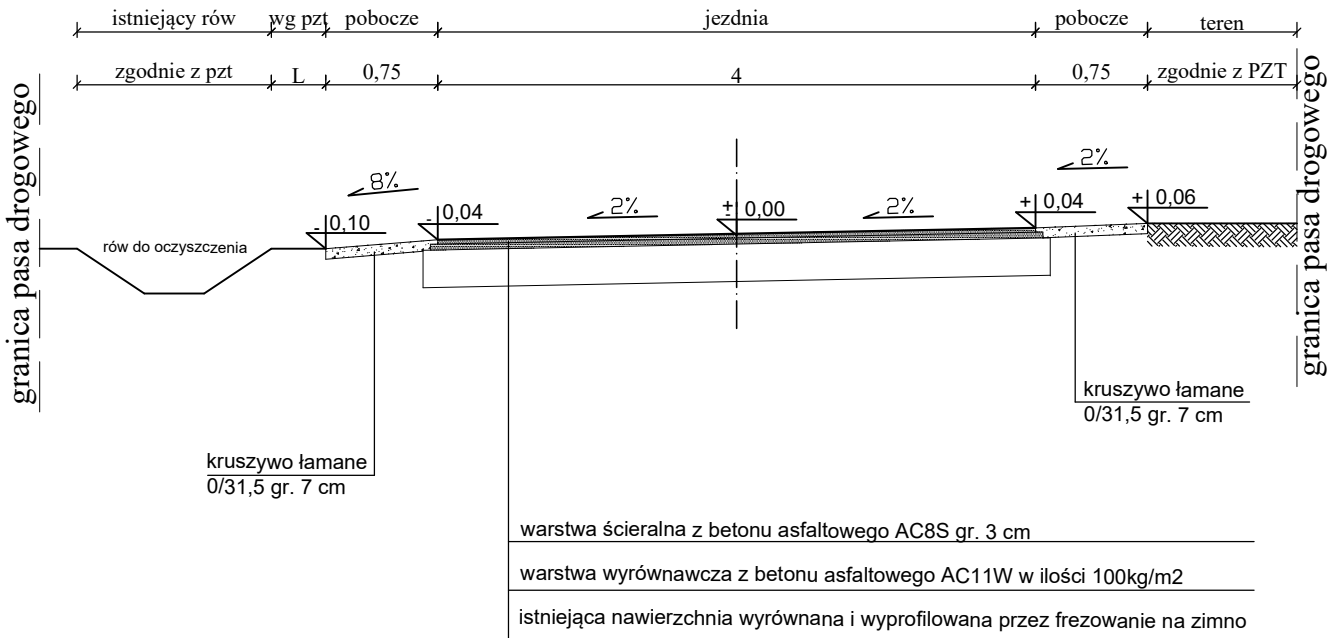 istniejący rów
wg pzt
pobocze
jezdnia
pobocze
teren
zgodnie z pzt
L
0,75
4
0,75
zgodnie z PZT
granica pasa drogowego
granica pasa drogowego
8%
2%
2%
2%
- 0,10
- 0,04
+- 0,00
+ 0,04
+ 0,06
rów do oczyszczenia
kruszywo łamane
0/31,5 gr. 7 cm
kruszywo łamane
0/31,5 gr. 7 cm
warstwa ścieralna z betonu asfaltowego AC8S gr. 3 cm
warstwa wyrównawcza z betonu asfaltowego AC11W w ilości 100kg/m2
istniejąca nawierzchnia wyrównana i wyprofilowana przez frezowanie na zimno